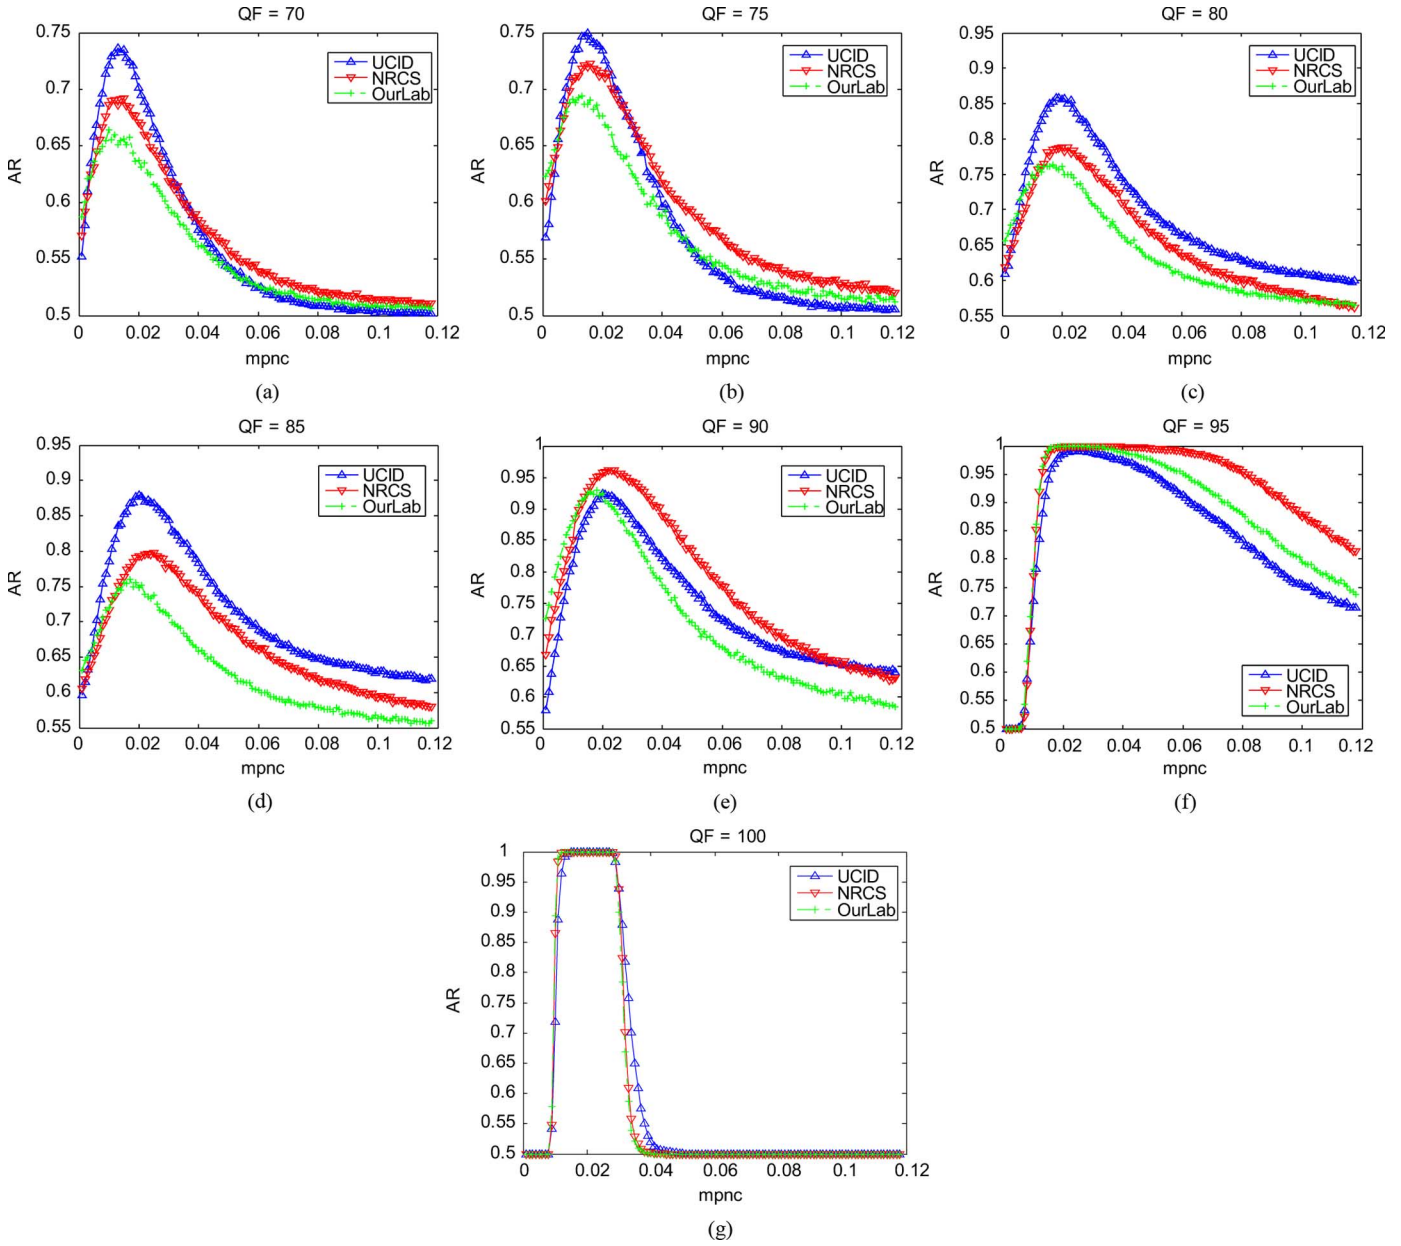 QF = 70
0.75
0.7
0.65
0.6
0.55
0.5
AR
0 0.02 0.04 0.06 0.08 0.1 0.12
mpnc
UCID
NRCS
OurLab
(a)
QF = 75
0.75
0.7
0.65
0.6
0.55
0.5
AR
0 0.02 0.04 0.06 0.08 0.1 0.12
mpnc
UCID
NRCS
OurLab
(b)
QF = 80
0.95
0.9
0.85
0.8
0.75
0.7
0.65
0.6
0.55
AR
0 0.02 0.04 0.06 0.08 0.1 0.12
mpnc
UCID
NRCS
OurLab
(c)
QF = 85
0.95
0.9
0.85
0.8
0.75
0.7
0.65
0.6
0.55
AR
0 0.02 0.04 0.06 0.08 0.1 0.12
mpnc
UCID
NRCS
OurLab
(d)
QF = 90
1
0.95
0.9
0.85
0.8
0.75
0.7
0.65
0.6
0.55
AR
0 0.02 0.04 0.06 0.08 0.1 0.12
mpnc
UCID
NRCS
OurLab
(e)
QF = 95
1
0.95
0.9
0.85
0.8
0.75
0.7
0.65
0.6
0.55
0.5
AR
0 0.02 0.04 0.06 0.08 0.1 0.12
mpnc
UCID
NRCS
OurLab
(f)
QF = 100
1
0.95
0.9
0.85
0.8
0.75
0.7
0.65
0.6
0.55
0.5
AR
0 0.02 0.04 0.06 0.08 0.1 0.12
mpnc
UCID
NRCS
OurLab
(g)